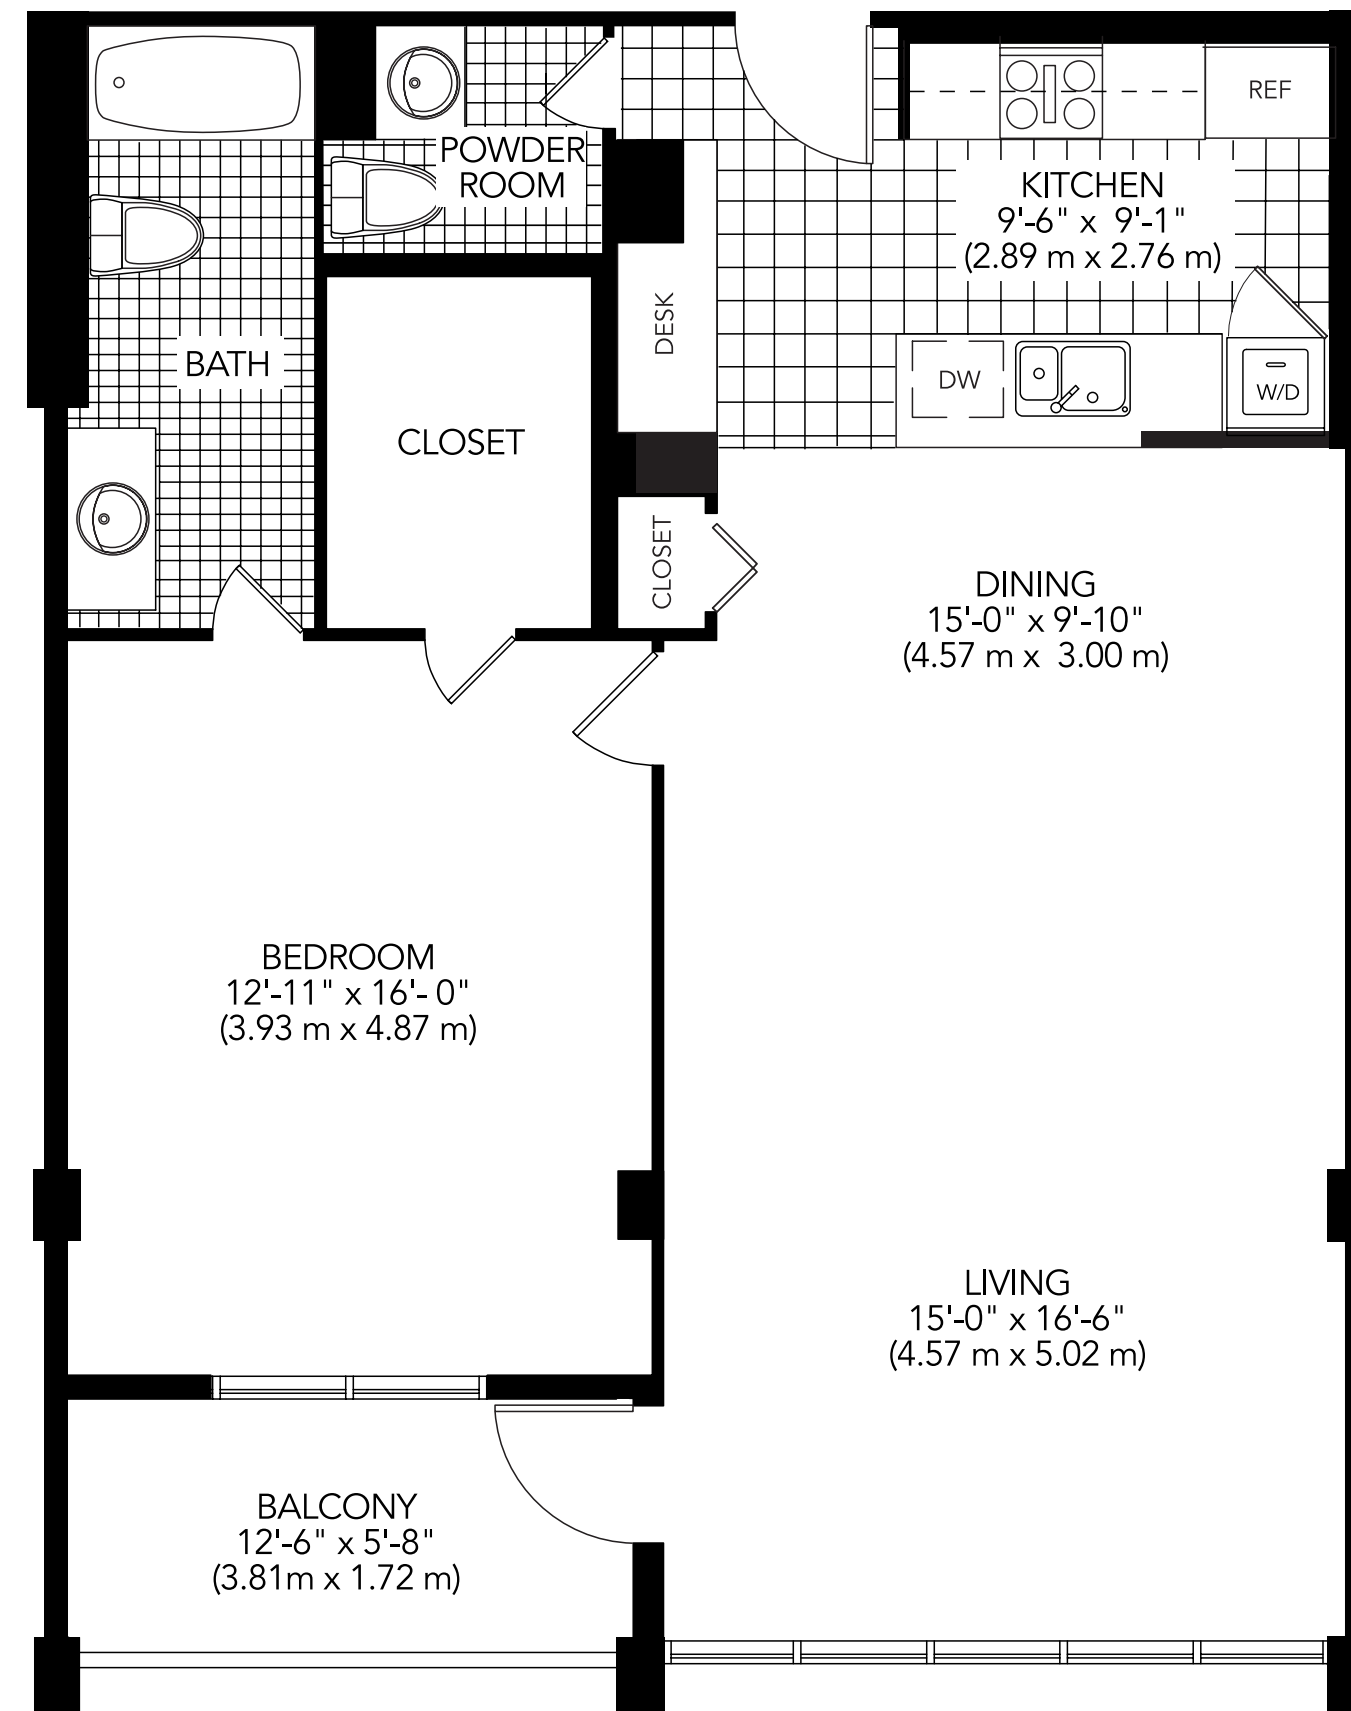 REF
POWDER
ROOM
KITCHEN
9'-6" x 9'-1"
(2.89 m x 2.76 m)
DESK
BATH
DW
W/D
CLOSET
CLOSET
DINING
15'-0" x 9'-10"
(4.57 m x 3.00 m)
BEDROOM
12'-11" x 16'- 0"
(3.93 m x 4.87 m)
LIVING
15'-0" x 16'-6"
(4.57 m x 5.02 m)
BALCONY
12'-6" x 5'-8"
(3.81m x 1.72 m)